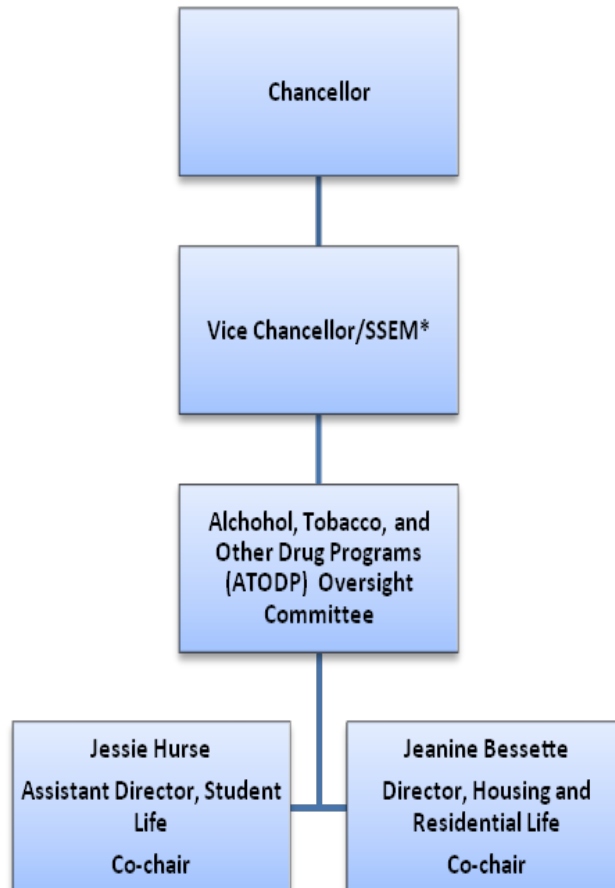 Chancellor
Vice Chancellor/SSEM*
Alchohol, Tobacco, and
Other Drug Programs
(ATODP) Oversight
Committee
Jessie Hurse
Assistant Director, Student
Life
Co-chair
Jeanine Bessette
Director, Housing and
Residential Life
Co-chair